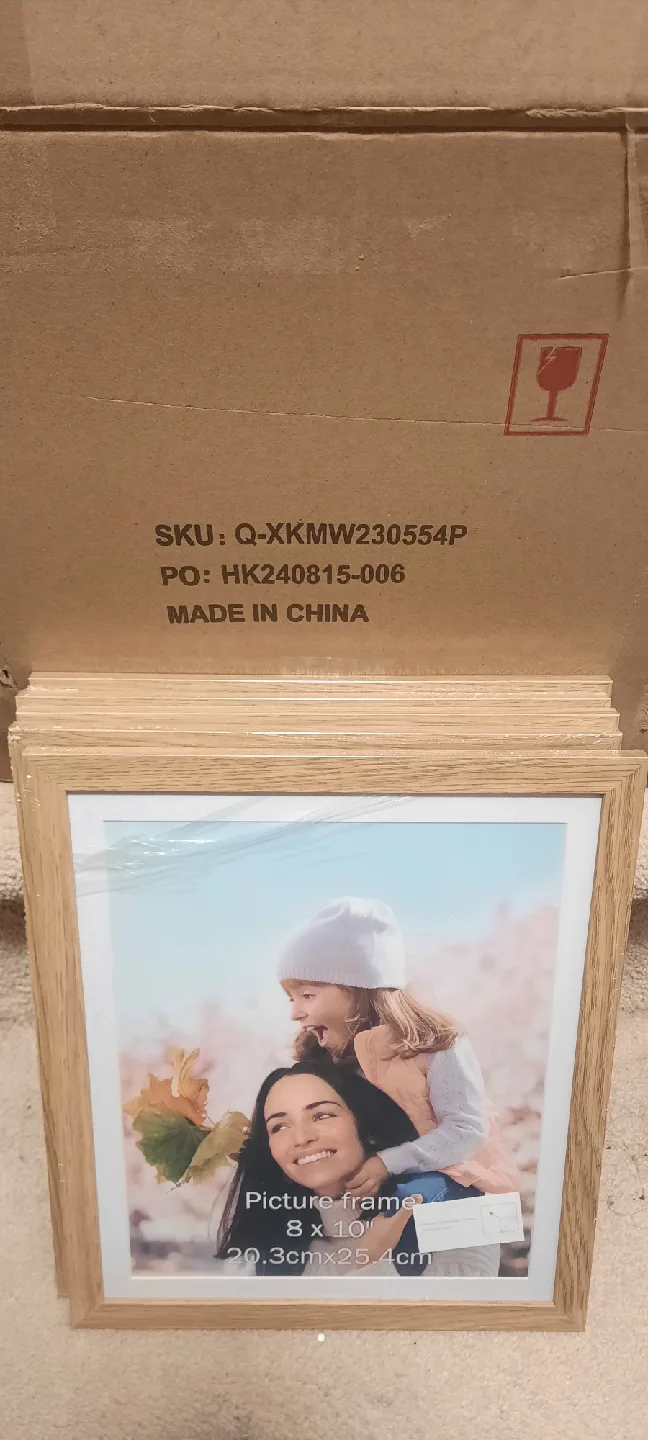 SKU: Q-XKMW230554P
PO: HK240815-006
MADE IN CHINA
Picture frame
8 x 10"
20.3cmx25.4cm